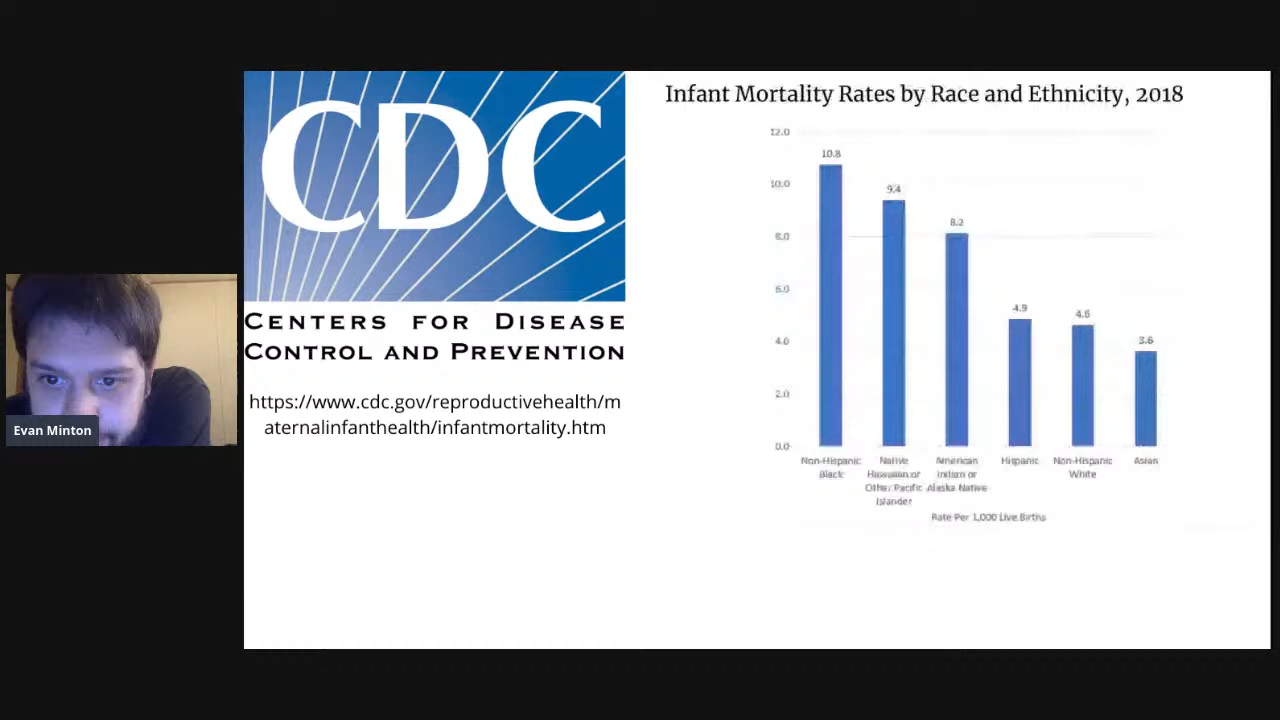 CDC
CENTERS FOR DISEASE
CONTROL AND PREVENTION
https://www.cdc.gov/reproductivehealth/m
aternalinfanthealth/infantmortality.htm
Evan Minton
Infant Mortality Rates by Race and Ethnicity, 2018
12.0
10.0
8.0
6.0
4.0
2.0
0.0
10.8
9.4
8.2
4.9
4.6
3.6
Non-Hispanic
Black
Native
Hawaiian or
Other Pacific
Islander
American
Indian or
Alaska Native
Hispanic
Non-Hispanic
White
Asian
Rate Per 1,000 Live Births